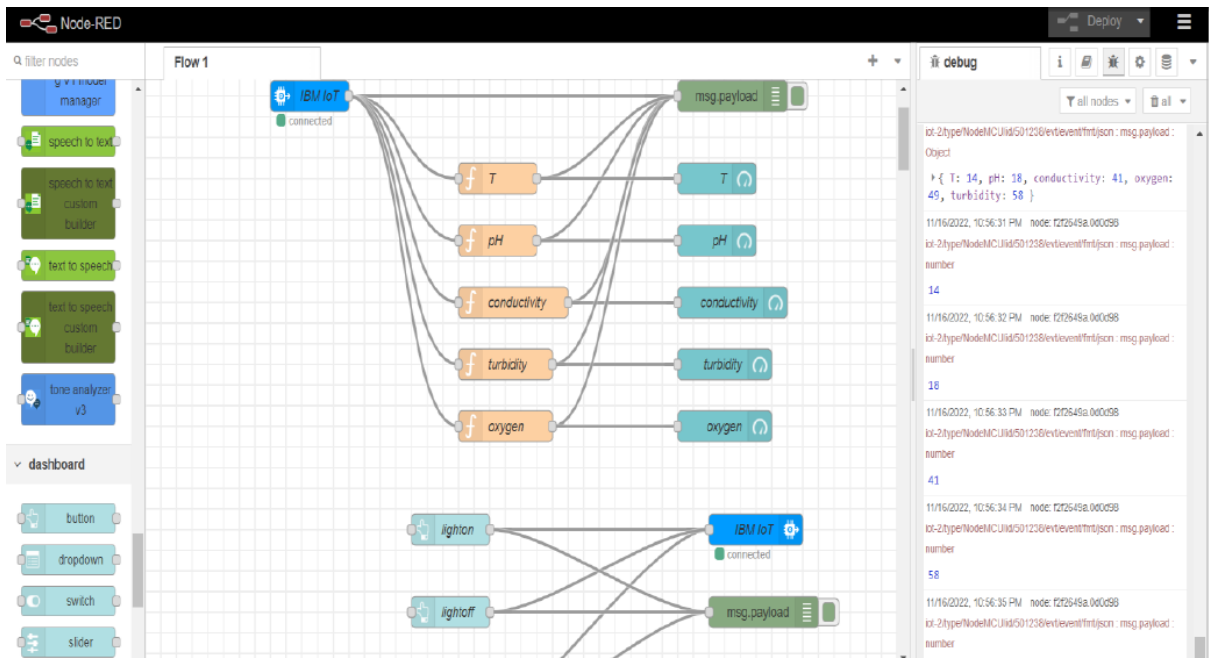 Node-RED
Deploy
filter nodes
manager
speech to text
speech to text
custom
builder
text to speech
text to speech
custom
builder
tone analyzer
v3
dashboard
button
dropdown
switch
slider
Flow 1
IBM IoT
connected
msg.payload
T
T
pH
pH
conductivity
conductivity
turbidity
turbidity
oxygen
oxygen
lighton
IBM IoT
connected
lightoff
msg.payload
debug
all nodes
all
iot-2/type/NodeMCU/id/501238/evt/event/fmt/json : msg.payload :
Object
{ T: 14, pH: 18, conductivity: 41, oxygen:
49, turbidity: 58 }
11/16/2022, 10:56:31 PM node: f2f2649a.0d0d98
iot-2/type/NodeMCU/id/501238/evt/event/fmt/json : msg.payload :
number
14
11/16/2022, 10:56:32 PM node: f2f2649a.0d0d98
iot-2/type/NodeMCU/id/501238/evt/event/fmt/json : msg.payload :
number
18
11/16/2022, 10:56:33 PM node: f2f2649a.0d0d98
iot-2/type/NodeMCU/id/501238/evt/event/fmt/json : msg.payload :
number
41
11/16/2022, 10:56:34 PM node: f2f2649a.0d0d98
iot-2/type/NodeMCU/id/501238/evt/event/fmt/json : msg.payload :
number
58
11/16/2022, 10:56:35 PM node: f2f2649a.0d0d98
iot-2/type/NodeMCU/id/501238/evt/event/fmt/json : msg.payload :
number